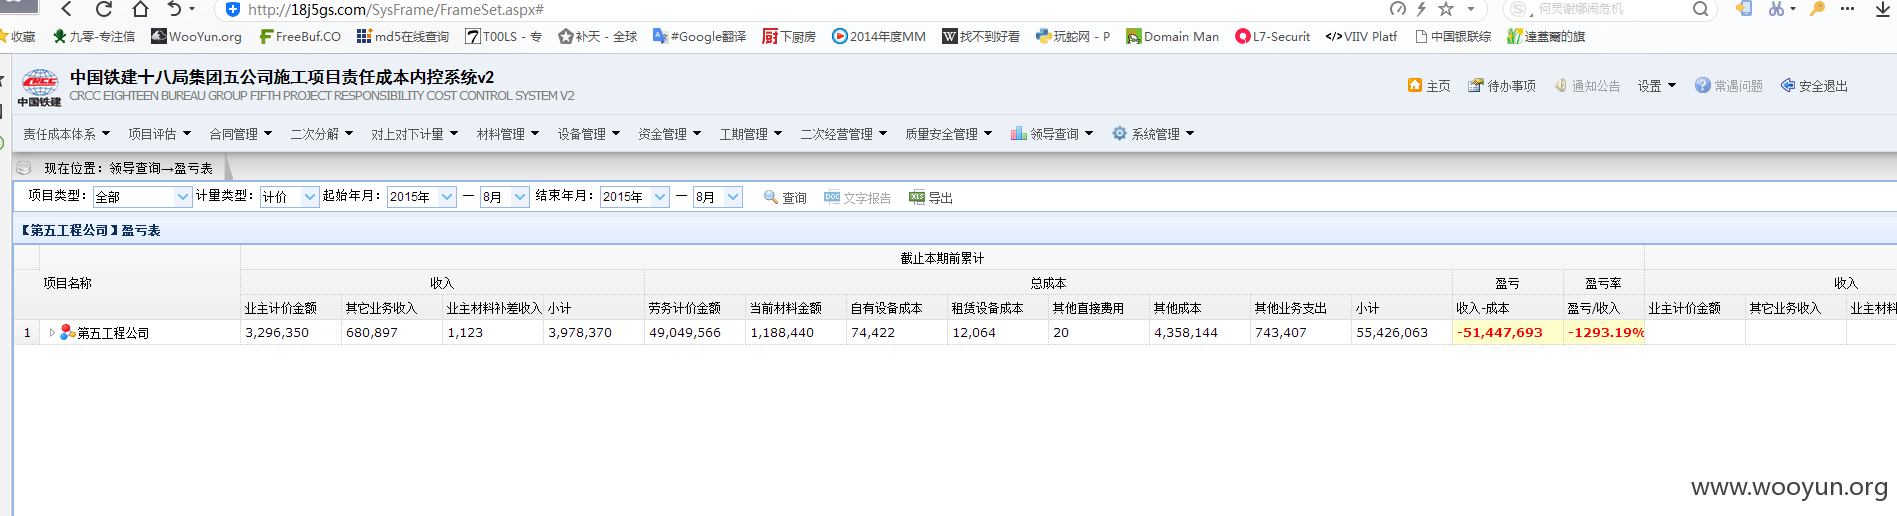 http://18j5gs.com/SysFrame/FrameSet.aspx#
何炅谢娜闹危机
收藏 九零-专注信 WooYun.org FreeBuf.CO md5在线查询 T00LS - 专 补天 - 全球 #Google翻译 下厨房 2014年度MM 找不到好看 玩蛇网 - P Domain Man L7-Securit VIIV Platf 中国银联综 達蓋爾的旗
中国铁建十八局集团五公司施工项目责任成本内控系统v2
CRCC EIGHTEEN BUREAU GROUP FIFTH PROJECT RESPONSIBILITY COST CONTROL SYSTEM V2
CRCC
中国铁建
主页 待办事项 通知公告 设置 常遇问题 安全退出
责任成本体系 项目评估 合同管理 二次分解 对上对下计量 材料管理 设备管理 资金管理 工期管理 二次经营管理 质量安全管理 领导查询 系统管理
现在位置：领导查询→盈亏表
项目类型： 全部 计量类型： 计价 起始年月： 2015年 — 8月 结束年月： 2015年 — 8月 查询 DOC 文字报告 XLS 导出
【第五工程公司】盈亏表
截止本期前累计
项目名称 收入 总成本 盈亏 盈亏率 收入
业主计价金额 其它业务收入 业主材料补差收入 小计 劳务计价金额 当前材料金额 自有设备成本 租赁设备成本 其他直接费用 其他成本 其他业务支出 小计 收入-成本 盈亏/收入 业主计价金额 其它业务收入 业主材料
1 第五工程公司 3,296,350 680,897 1,123 3,978,370 49,049,566 1,188,440 74,422 12,064 20 4,358,144 743,407 55,426,063 -51,447,693 -1293.19%
www.wooyun.org